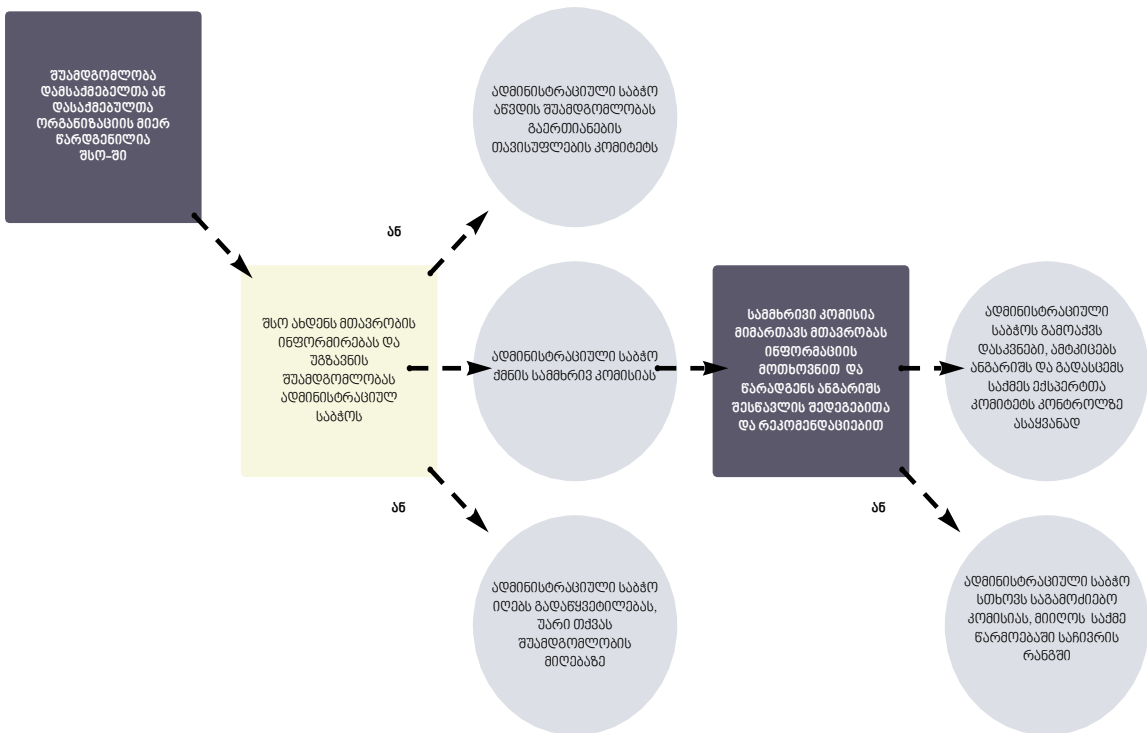 შუამდგომლობა
დამსაქმებელთა ან
დასაქმებულთა
ორგანიზაციის მიერ
წარდგენილია
შსო-ში
ადმინისტრაციული საბჭო
აწვდის შუამდგომლობას
გაერთიანების
თავისუფლების კომიტეტს
ან
შსო ახდენს მთავრობის
ინფორმირებას და
უგზავნის
შუამდგომლობას
ადმინისტრაციულ
საბჭოს
ადმინისტრაციული საბჭო
ქმნის სამმხრივ კომისიას
სამმხრივი კომისია
მიმართავს მთავრობას
ინფორმაციის
მოთხოვნით და
წარადგენს ანგარიშს
შესწავლის შედეგებითა
და რეკომენდაციებით
ადმინისტრაციული
საბჭოს გამოაქვს
დასკვნები, ამტკიცებს
ანგარიშს და გადასცემს
საქმეს ექსპერტთა
კომიტეტს კონტროლზე
ასაყვანად
ან
ადმინისტრაციული საბჭო
იღებს გადაწყვეტილებას,
უარი თქვას
შუამდგომლობის
მიღებაზე
ან
ადმინისტრაციული საბჭო
სთხოვს საგამოძიებო
კომისიას, მიიღოს საქმე
წარმოებაში საჩივრის
რანგში